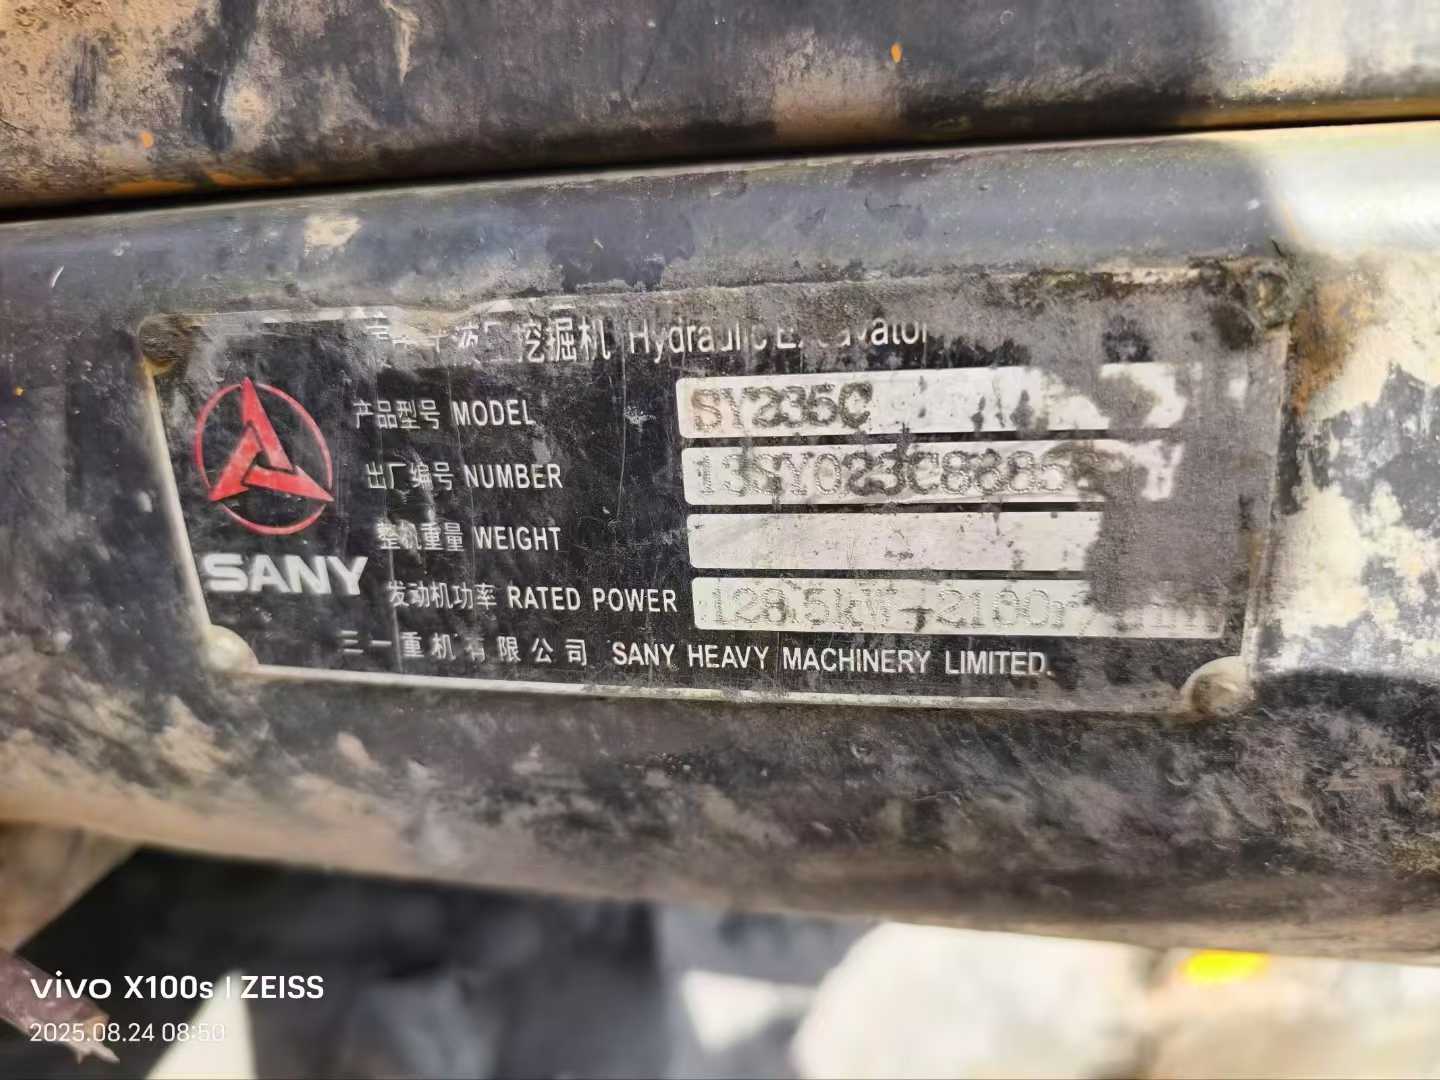 挖掘机 Hydraulic Excavator
产品型号 MODEL SY235C
出厂编号 NUMBER
整机重量 WEIGHT
SANY
发动机功率 RATED POWER
三一重机有限公司 SANY HEAVY MACHINERY LIMITED.
vivo X100s | ZEISS
2025.08.24 08:50